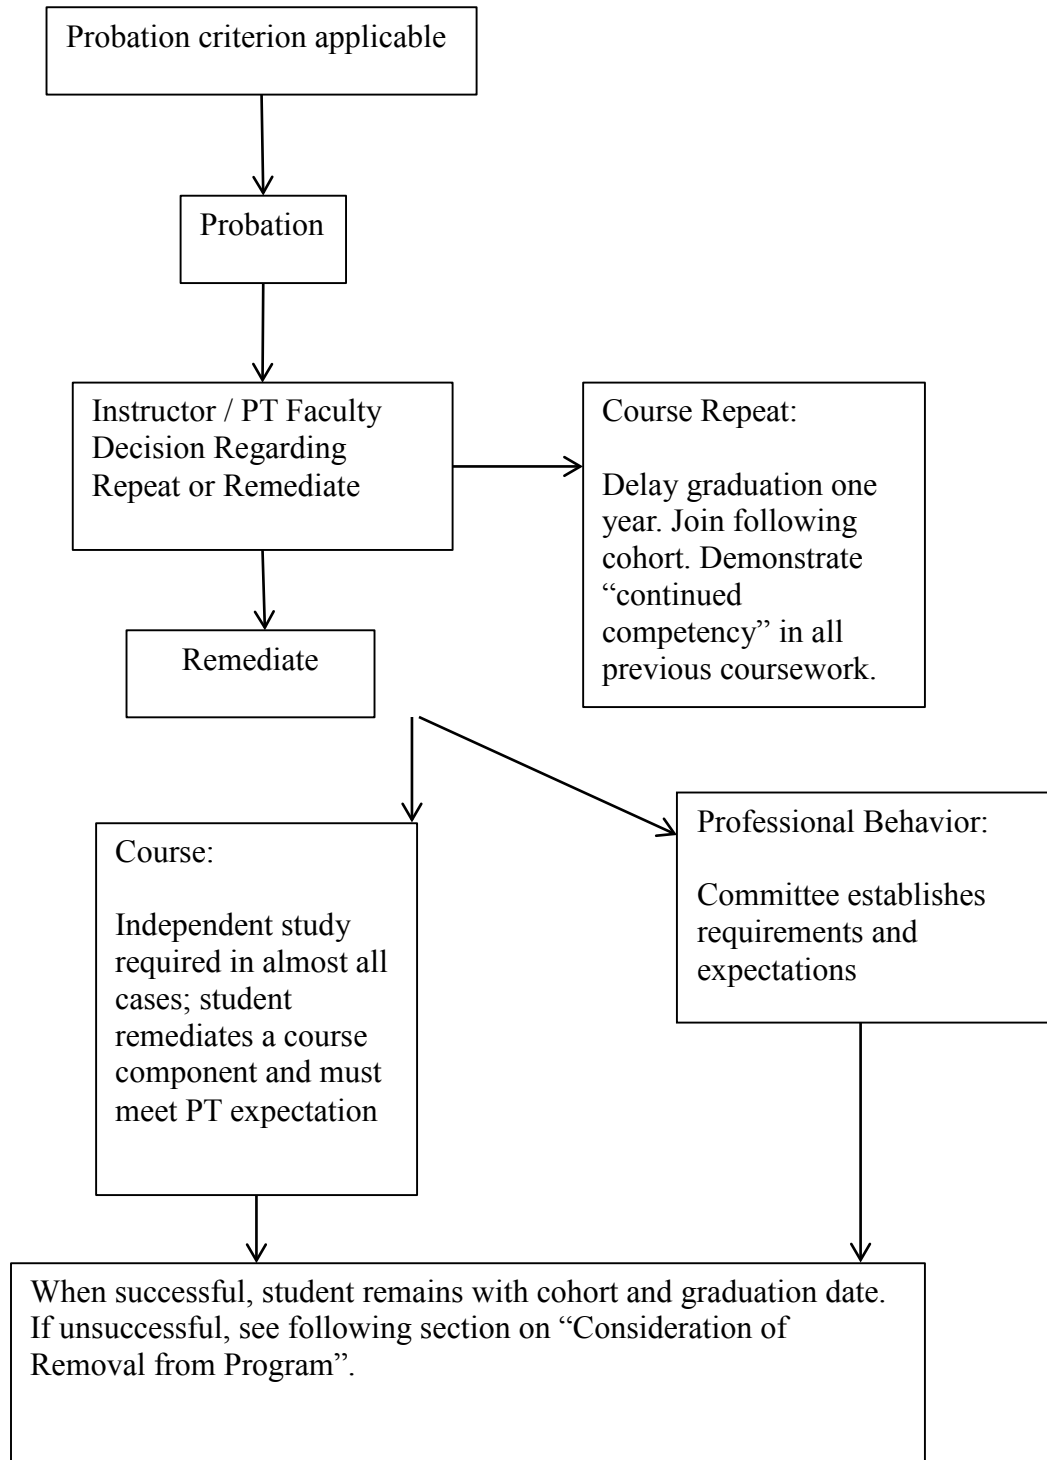 Probation criterion applicable
Probation
Instructor / PT Faculty
Decision Regarding
Repeat or Remediate
Course Repeat:
Delay graduation one
year. Join following
cohort. Demonstrate
“continued
competency” in all
previous coursework.
Remediate
Course:
Independent study
required in almost all
cases; student
remediates a course
component and must
meet PT expectation
Professional Behavior:
Committee establishes
requirements and
expectations
When successful, student remains with cohort and graduation date.
If unsuccessful, see following section on “Consideration of
Removal from Program”.